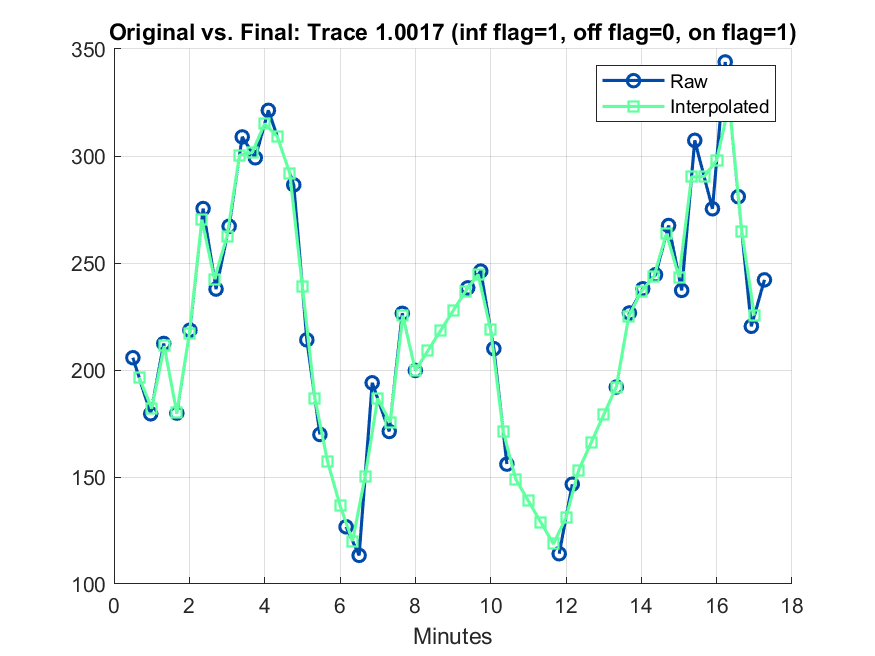 Original vs. Final: Trace 1.0017 (inf flag=1, off flag=0, on flag=1)
350
300
250
200
150
100
Raw
Interpolated
0 2 4 6 8 10 12 14 16 18
Minutes